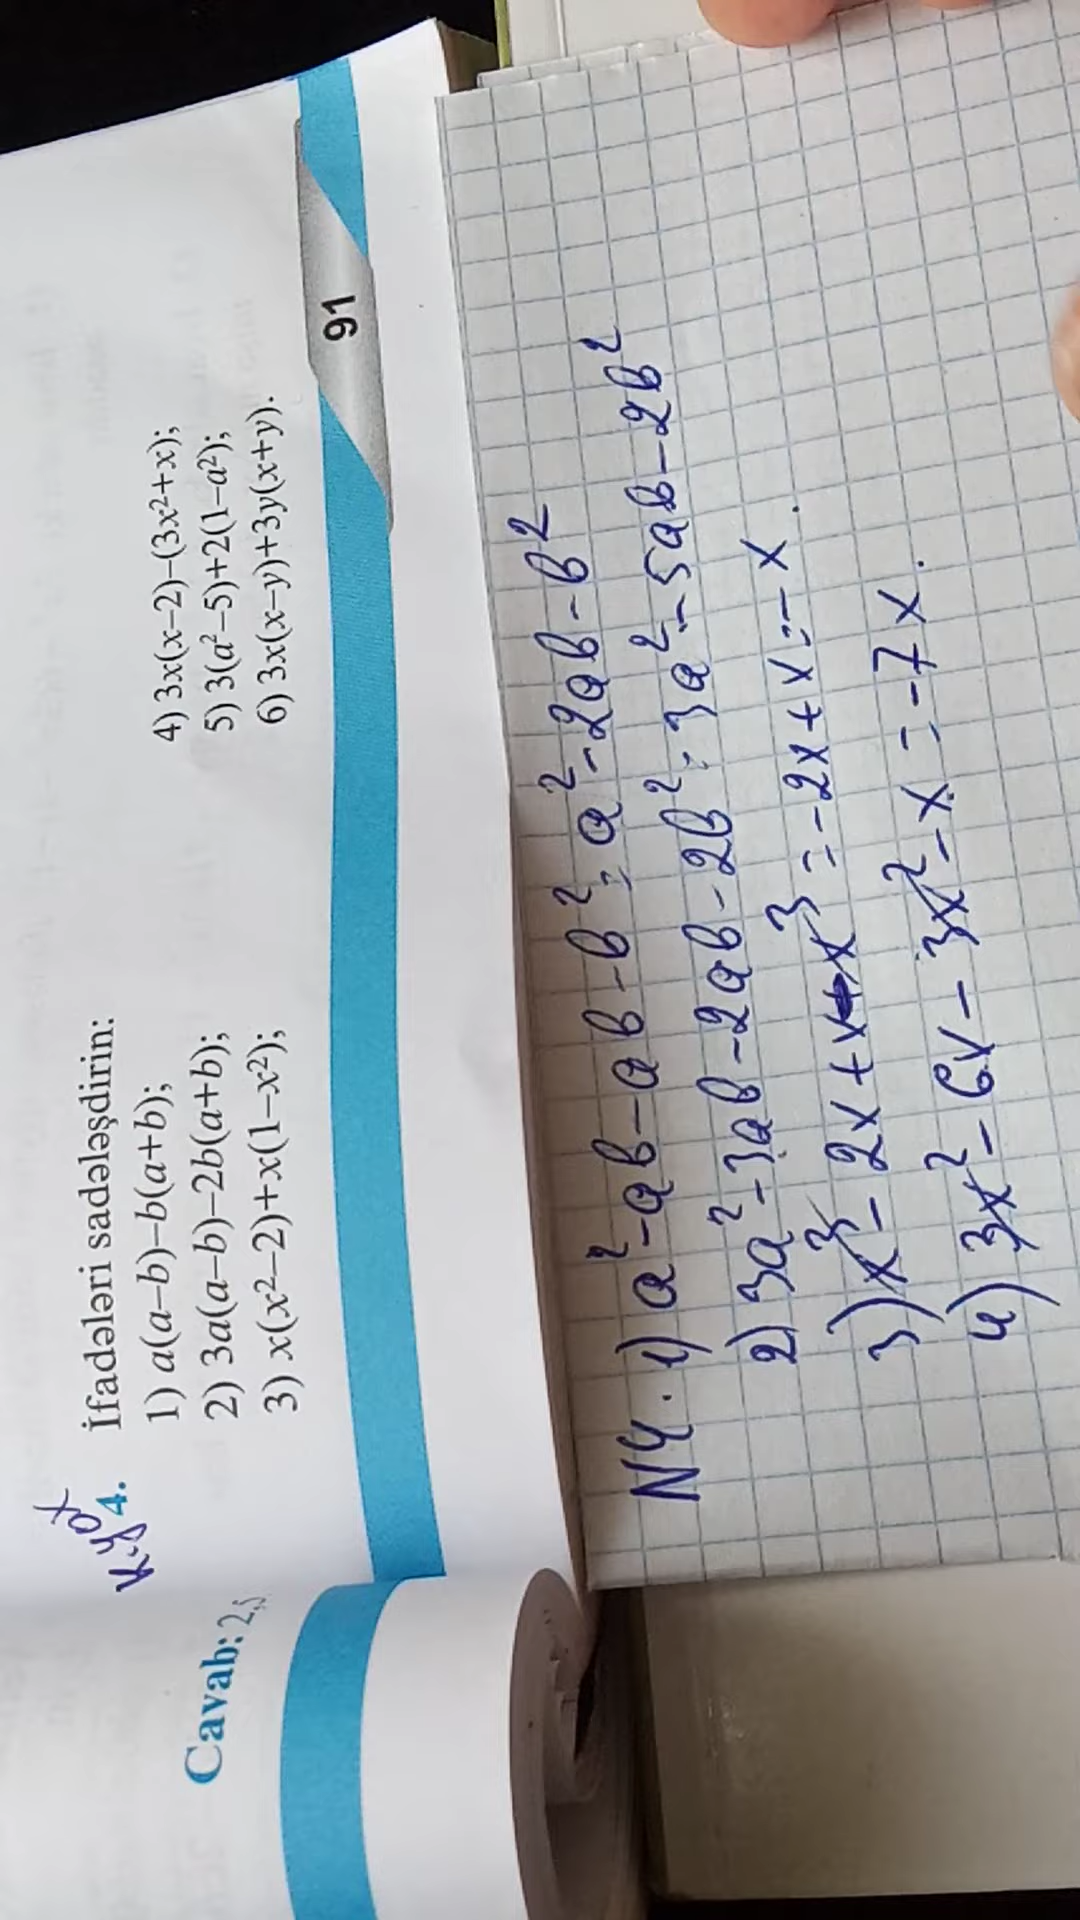 К-ЧОХ
4. İfadələri sadələşdirin:
1) a(a–b)–b(a+b);
2) 3a(a–b)–2b(a+b);
3) x(x²–2)+x(1–x²);
4) 3x(x–2)–(3x²+x);
5) 3(a²–5)+2(1–a²);
6) 3x(x–y)+3y(x+y).
Cavab: 2,
91
N4. 1) a²-ab-ab-b²=a²-2ab-b²
2) 3a²-3ab-2ab-2b²=3a²-5ab-2b²
3) x³-2x+x+x³=-2x+x=-x.
4) 3x²-6x-3x²-x=-7x.